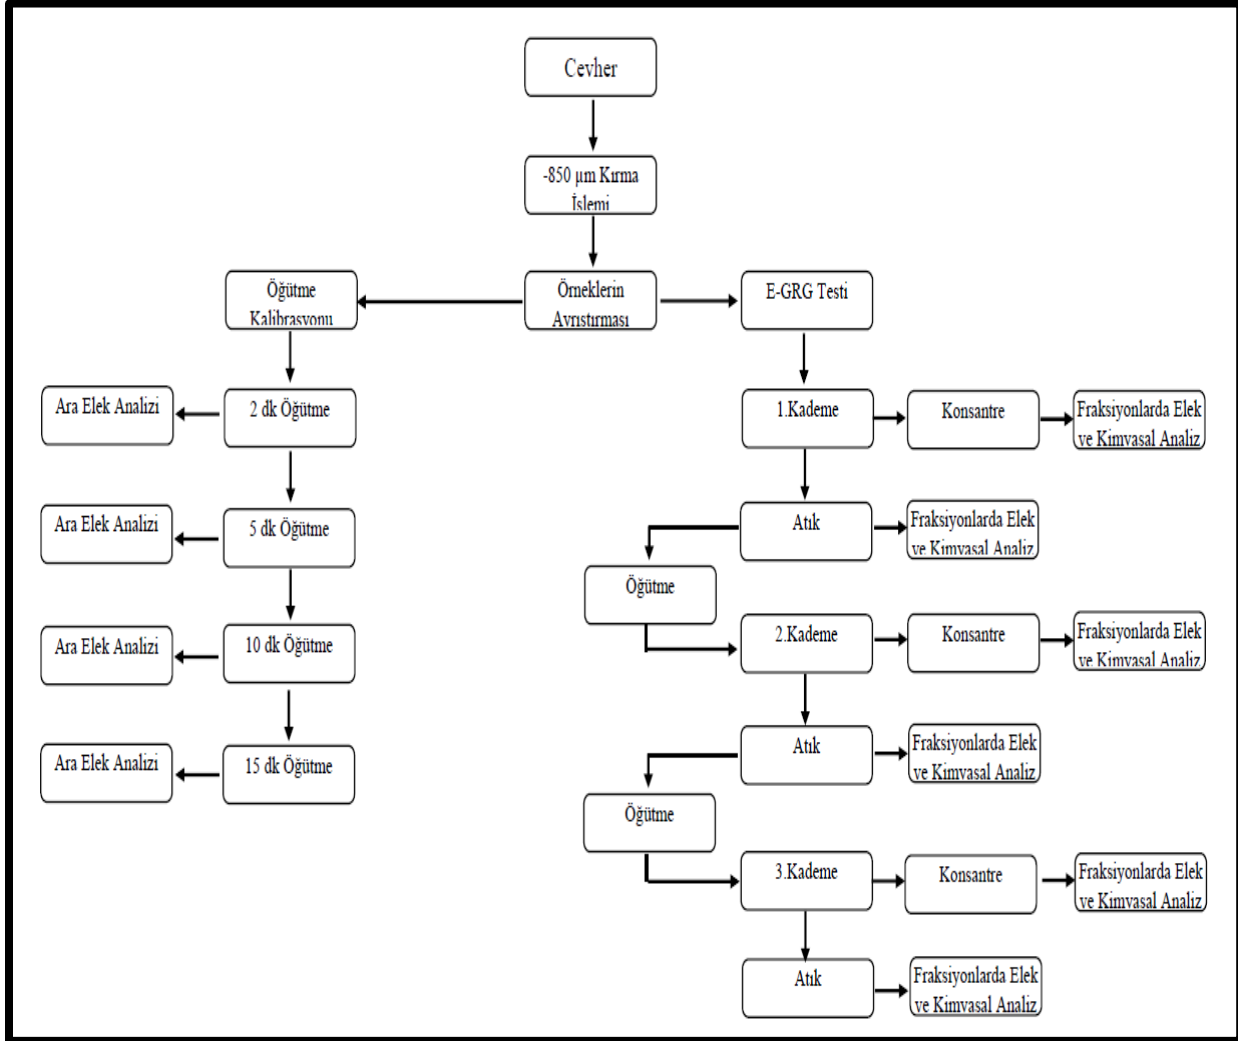 Cevher
-850 µm Kırma
İşlemi
Örneklerin
Ayrıştırması
Öğütme
Kalibrasyonu
E-GRG Testi
2 dk Öğütme
Ara Elek Analizi
5 dk Öğütme
Ara Elek Analizi
10 dk Öğütme
Ara Elek Analizi
15 dk Öğütme
Ara Elek Analizi
1.Kademe
Konsantre
Fraksiyonlarda Elek
ve Kimyasal Analiz
Atık
Fraksiyonlarda Elek
ve Kimyasal Analiz
Öğütme
2.Kademe
Konsantre
Fraksiyonlarda Elek
ve Kimyasal Analiz
Atık
Fraksiyonlarda Elek
ve Kimyasal Analiz
Öğütme
3.Kademe
Konsantre
Fraksiyonlarda Elek
ve Kimyasal Analiz
Atık
Fraksiyonlarda Elek
ve Kimyasal Analiz